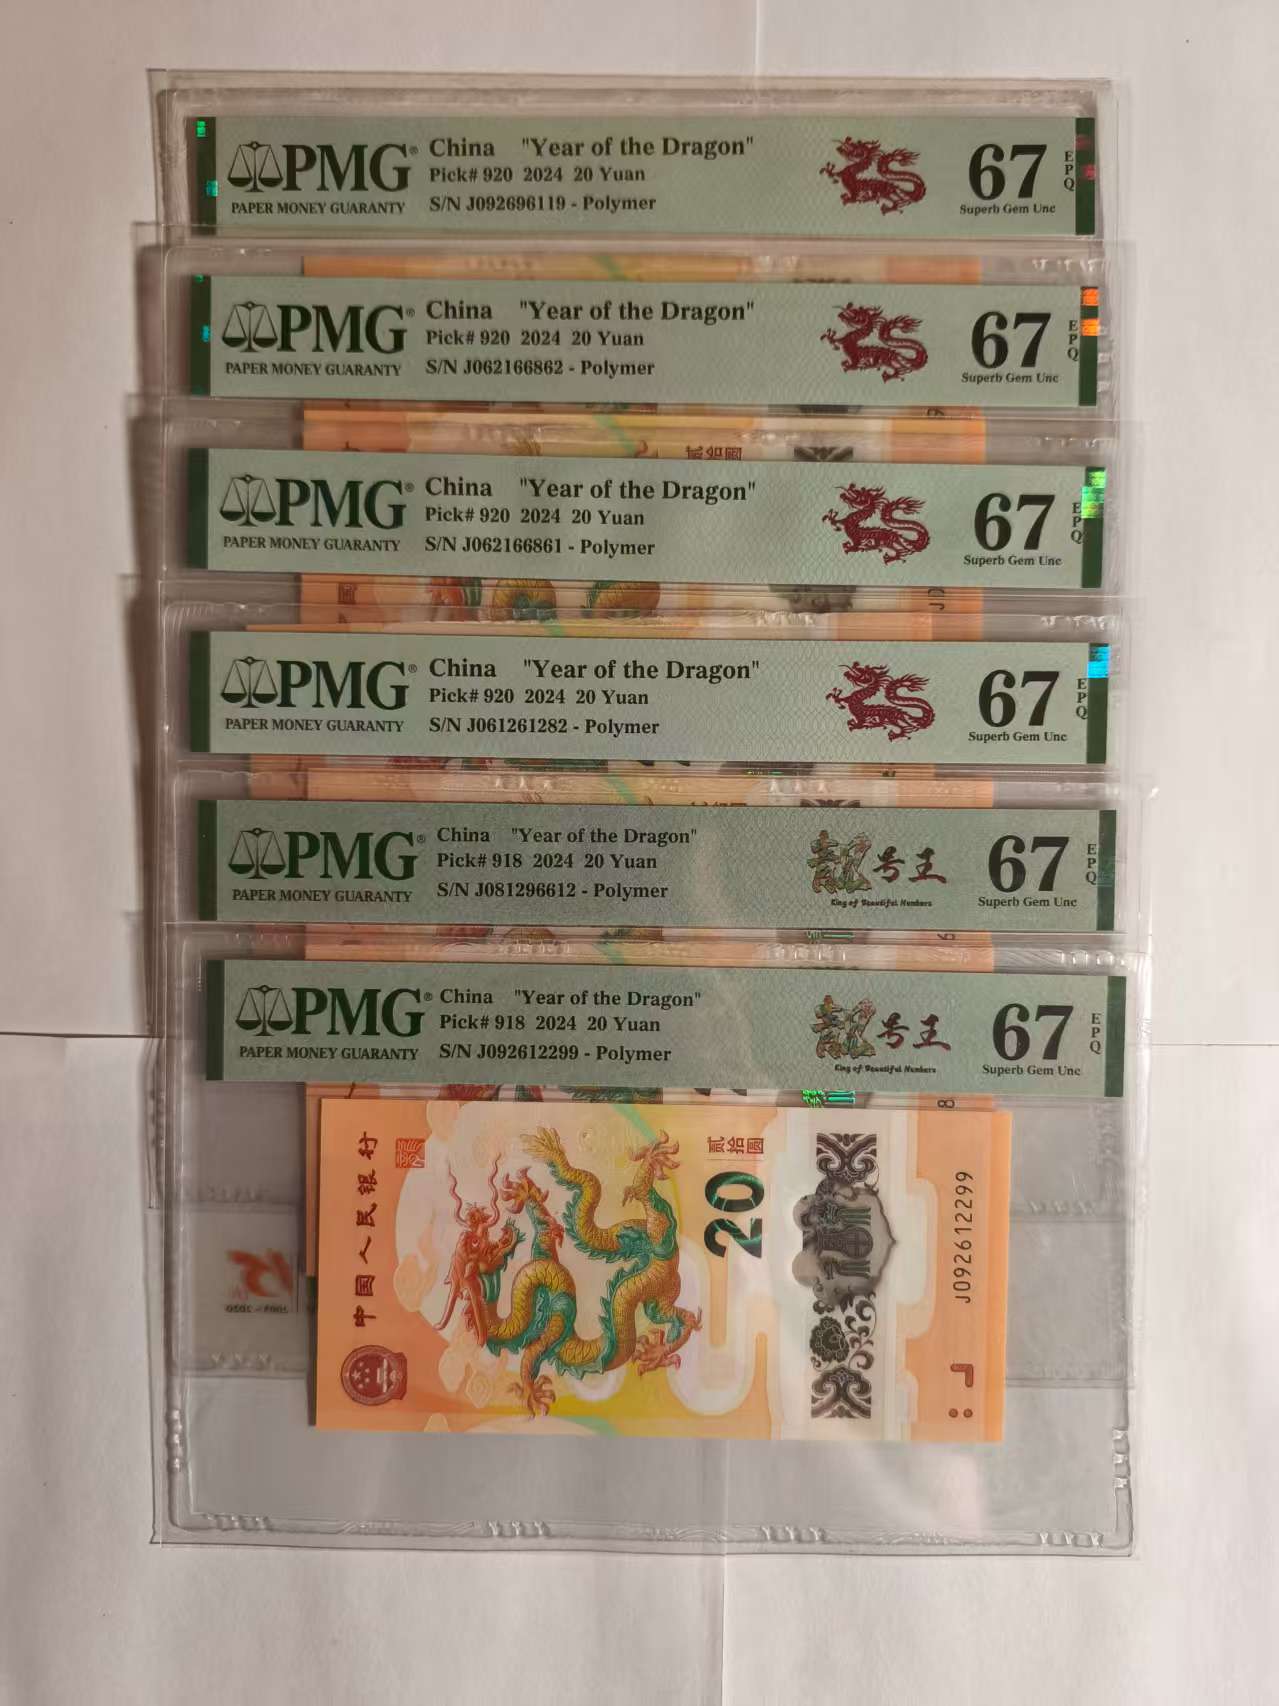 PMG®
PAPER MONEY GUARANTY
China "Year of the Dragon"
Pick# 920 2024 20 Yuan
S/N J092696119 - Polymer
67
EPQ
Superb Gem Unc
PMG®
PAPER MONEY GUARANTY
China "Year of the Dragon"
Pick# 920 2024 20 Yuan
S/N J062166862 - Polymer
67
EPQ
Superb Gem Unc
贰拾圆
PMG®
PAPER MONEY GUARANTY
China "Year of the Dragon"
Pick# 920 2024 20 Yuan
S/N J062166861 - Polymer
67
EPQ
Superb Gem Unc
PMG®
PAPER MONEY GUARANTY
China "Year of the Dragon"
Pick# 920 2024 20 Yuan
S/N J061261282 - Polymer
67
EPQ
Superb Gem Unc
PMG®
PAPER MONEY GUARANTY
China "Year of the Dragon"
Pick# 918 2024 20 Yuan
S/N J081296612 - Polymer
靓号王
King of Beautiful Numbers
67
EPQ
Superb Gem Unc
PMG®
PAPER MONEY GUARANTY
China "Year of the Dragon"
Pick# 918 2024 20 Yuan
S/N J092612299 - Polymer
靓号王
King of Beautiful Numbers
67
EPQ
Superb Gem Unc
中国人民银行
贰拾圆
20
J092612299